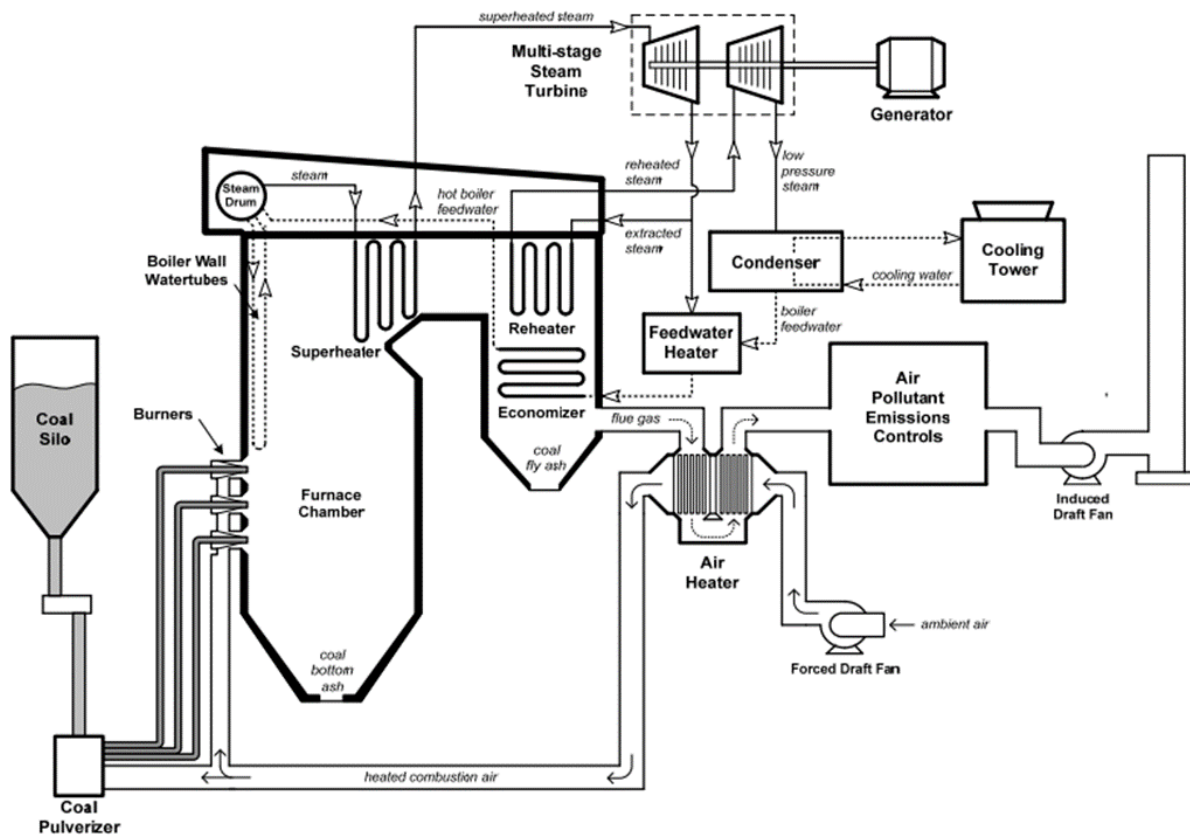 superheated steam
Multi-stage
Steam
Turbine
Generator
reheated
steam
low
pressure
steam
steam
Steam
Drum
hot boiler
feedwater
extracted
steam
Boiler Wall
Watertubes
Superheater
Reheater
Condenser
Cooling
Tower
cooling water
boiler
feedwater
Feedwater
Heater
Economizer
Coal
Silo
Burners
flue gas
Air
Pollutant
Emissions
Controls
coal
fly ash
Furnace
Chamber
Induced
Draft Fan
Air
Heater
ambient air
Forced Draft Fan
coal
bottom
ash
heated combustion air
Coal
Pulverizer